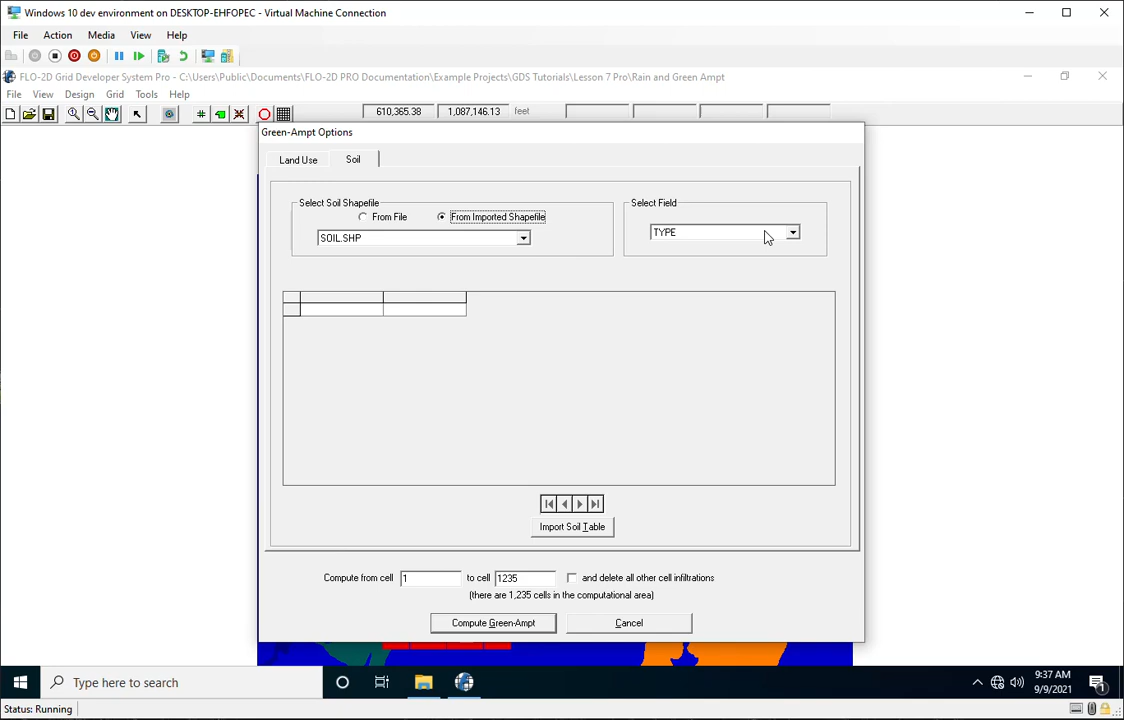 Windows 10 dev environment on DESKTOP-EHFOPEC - Virtual Machine Connection
File Action Media View Help
FLO-2D Grid Developer System Pro - C:\Users\Public\Documents\FLO-2D PRO Documentation\Example Projects\GDS Tutorials\Lesson 7 Pro\Rain and Green Ampt
File View Design Grid Tools Help
610,365.38 1,087,146.13 feet
Green-Ampt Options
Land Use Soil
Select Soil Shapefile Select Field
From File From Imported Shapefile
SOIL.SHP TYPE
Import Soil Table
Compute from cell 1 to cell 1235 and delete all other cell infiltrations
(there are 1,235 cells in the computational area)
Compute Green-Ampt Cancel
Type here to search
9:37 AM
9/9/2021
1
Status: Running